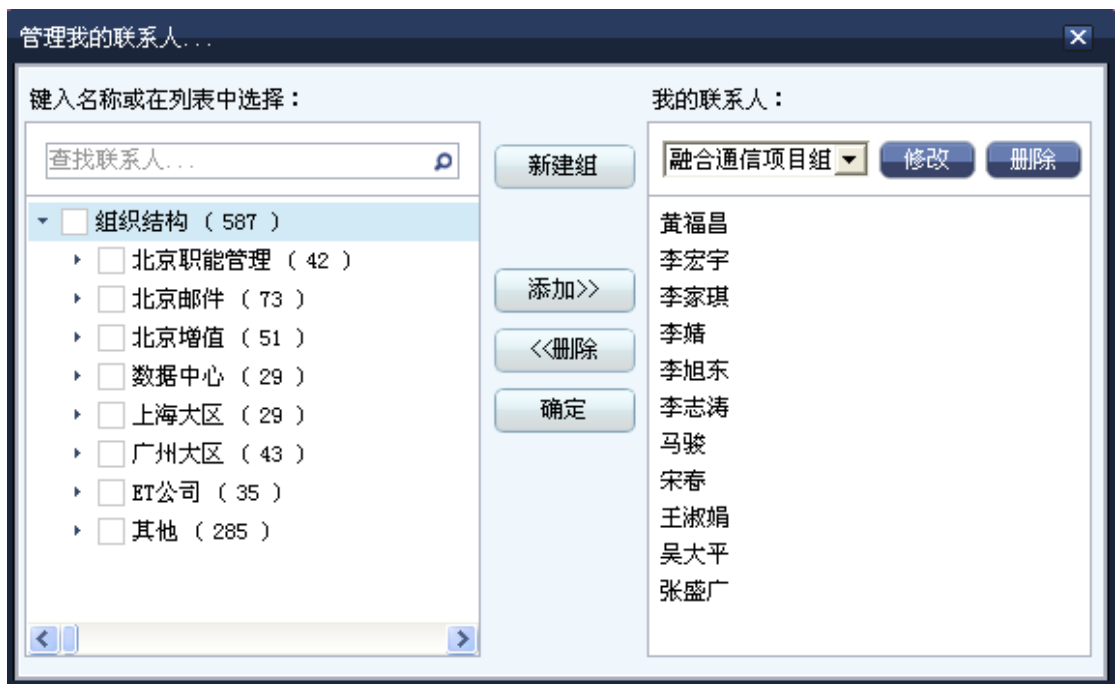 管理我的联系人...
键入名称或在列表中选择：
查找联系人...
组织结构 （ 587 ）
北京职能管理 （ 42 ）
北京邮件 （ 73 ）
北京增值 （ 51 ）
数据中心 （ 29 ）
上海大区 （ 29 ）
广州大区 （ 43 ）
ET公司 （ 35 ）
其他 （ 285 ）
新建组
添加>>
<<删除
确定
我的联系人：
融合通信项目组 修改 删除
黄福昌
李宏宇
李家琪
李婧
李旭东
李志涛
马骏
宋春
王淑娟
吴大平
张盛广